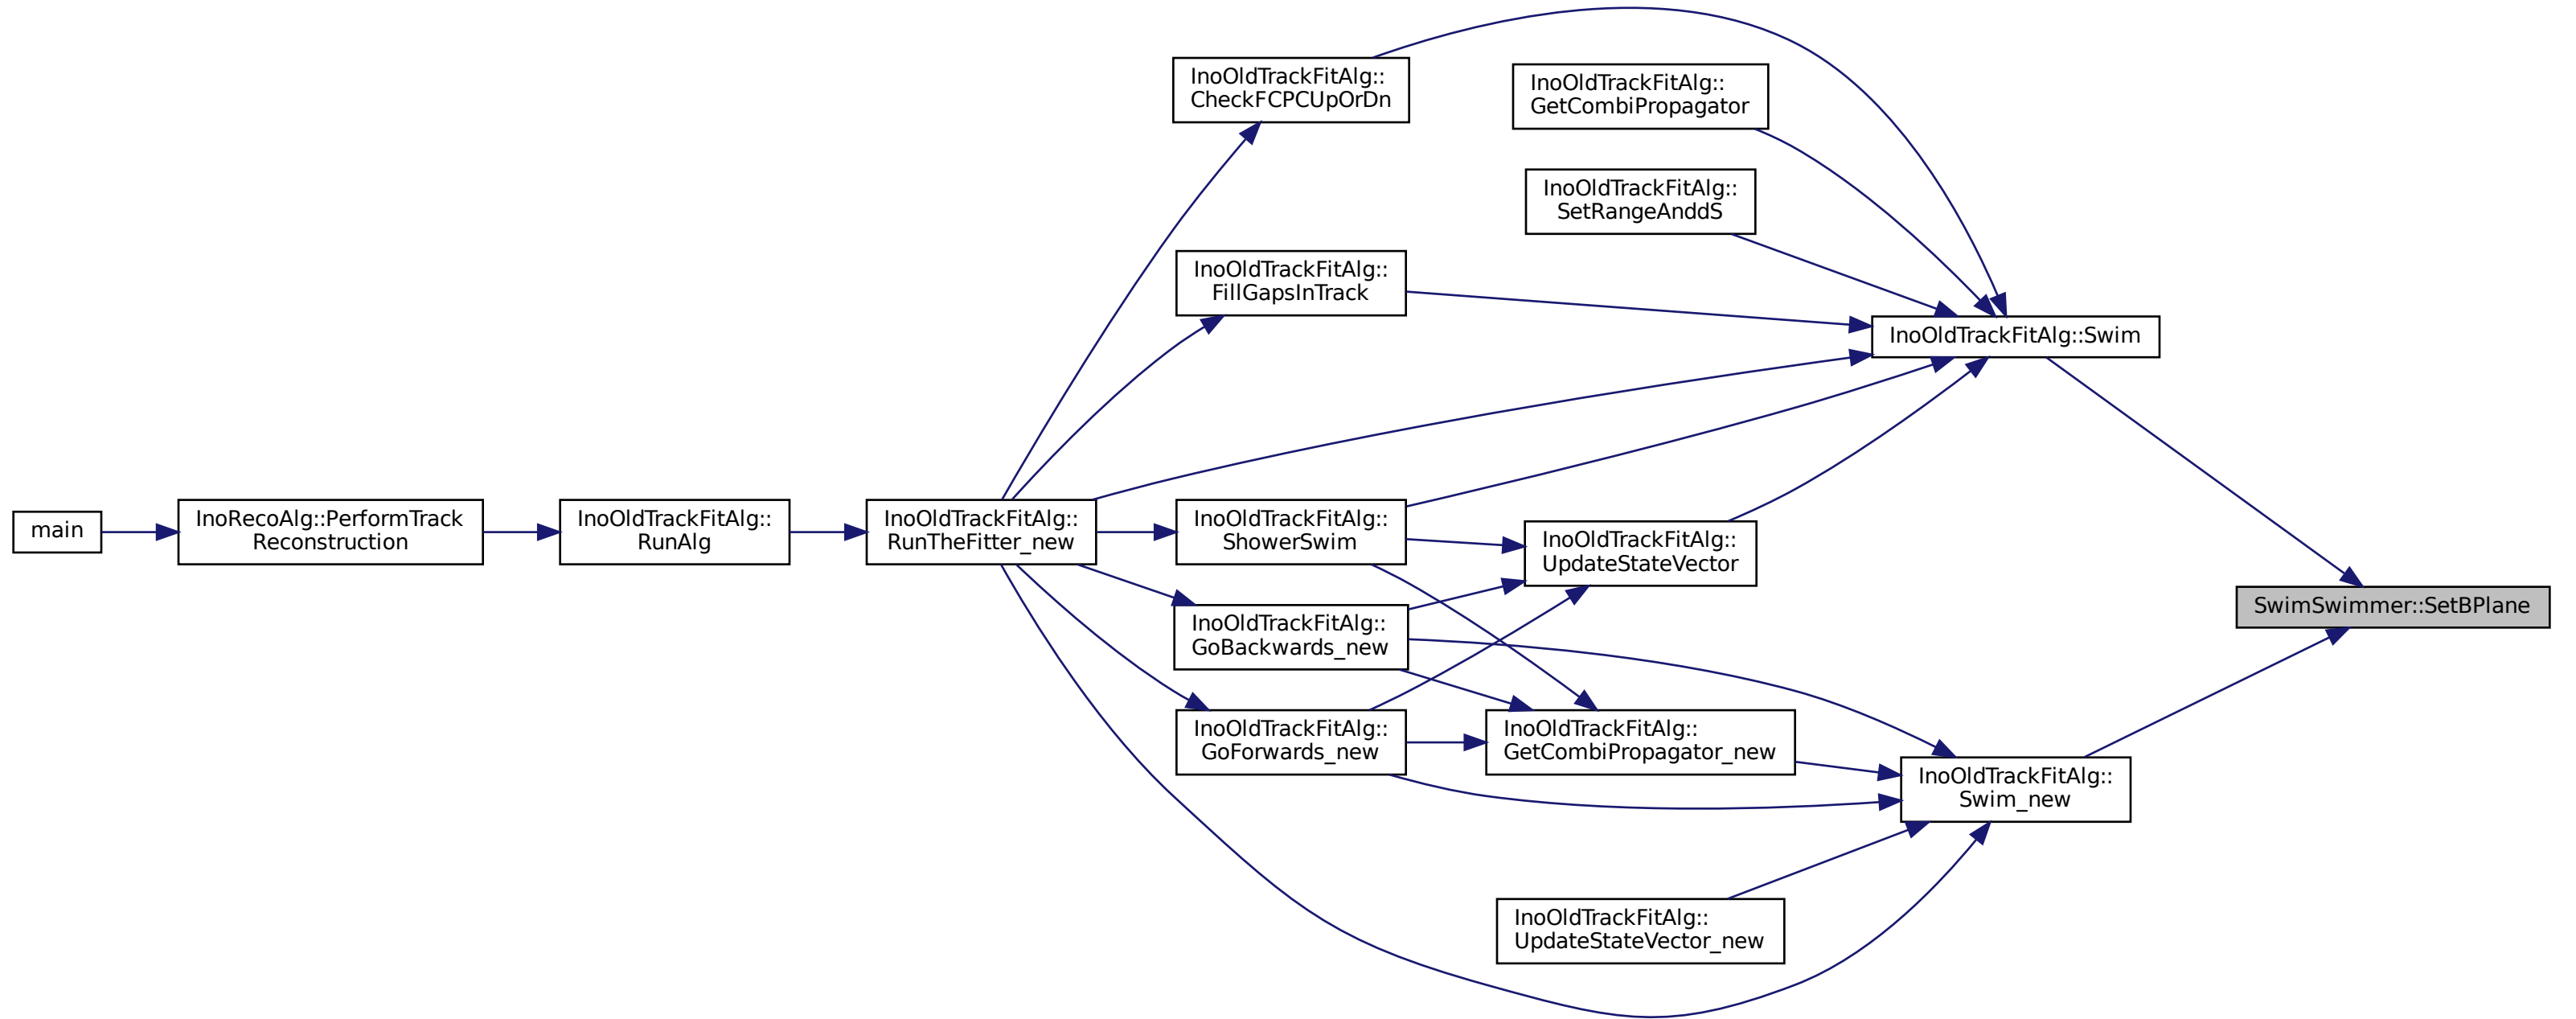 InoOldTrackFitAlg::
CheckFCPCUpOrDn
InoOldTrackFitAlg::
GetCombiPropagator
InoOldTrackFitAlg::
SetRangeAnddS
InoOldTrackFitAlg::
FillGapsInTrack
InoOldTrackFitAlg::Swim
main
InoRecoAlg::PerformTrack
Reconstruction
InoOldTrackFitAlg::
RunAlg
InoOldTrackFitAlg::
RunTheFitter_new
InoOldTrackFitAlg::
ShowerSwim
InoOldTrackFitAlg::
UpdateStateVector
SwimSwimmer::SetBPlane
InoOldTrackFitAlg::
GoBackwards_new
InoOldTrackFitAlg::
GoForwards_new
InoOldTrackFitAlg::
GetCombiPropagator_new
InoOldTrackFitAlg::
Swim_new
InoOldTrackFitAlg::
UpdateStateVector_new